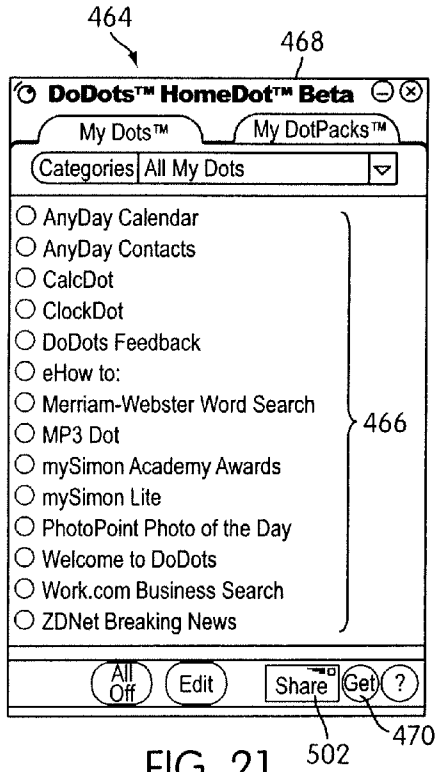 464
468
DoDots™ HomeDot™ Beta
My Dots™ My DotPacks™
Categories All My Dots
AnyDay Calendar
AnyDay Contacts
CalcDot
ClockDot
DoDots Feedback
eHow to:
Merriam-Webster Word Search
466
MP3 Dot
mySimon Academy Awards
mySimon Lite
PhotoPoint Photo of the Day
Welcome to DoDots
Work.com Business Search
ZDNet Breaking News
All Off Edit Share Get ?
470
502
FIG. 21